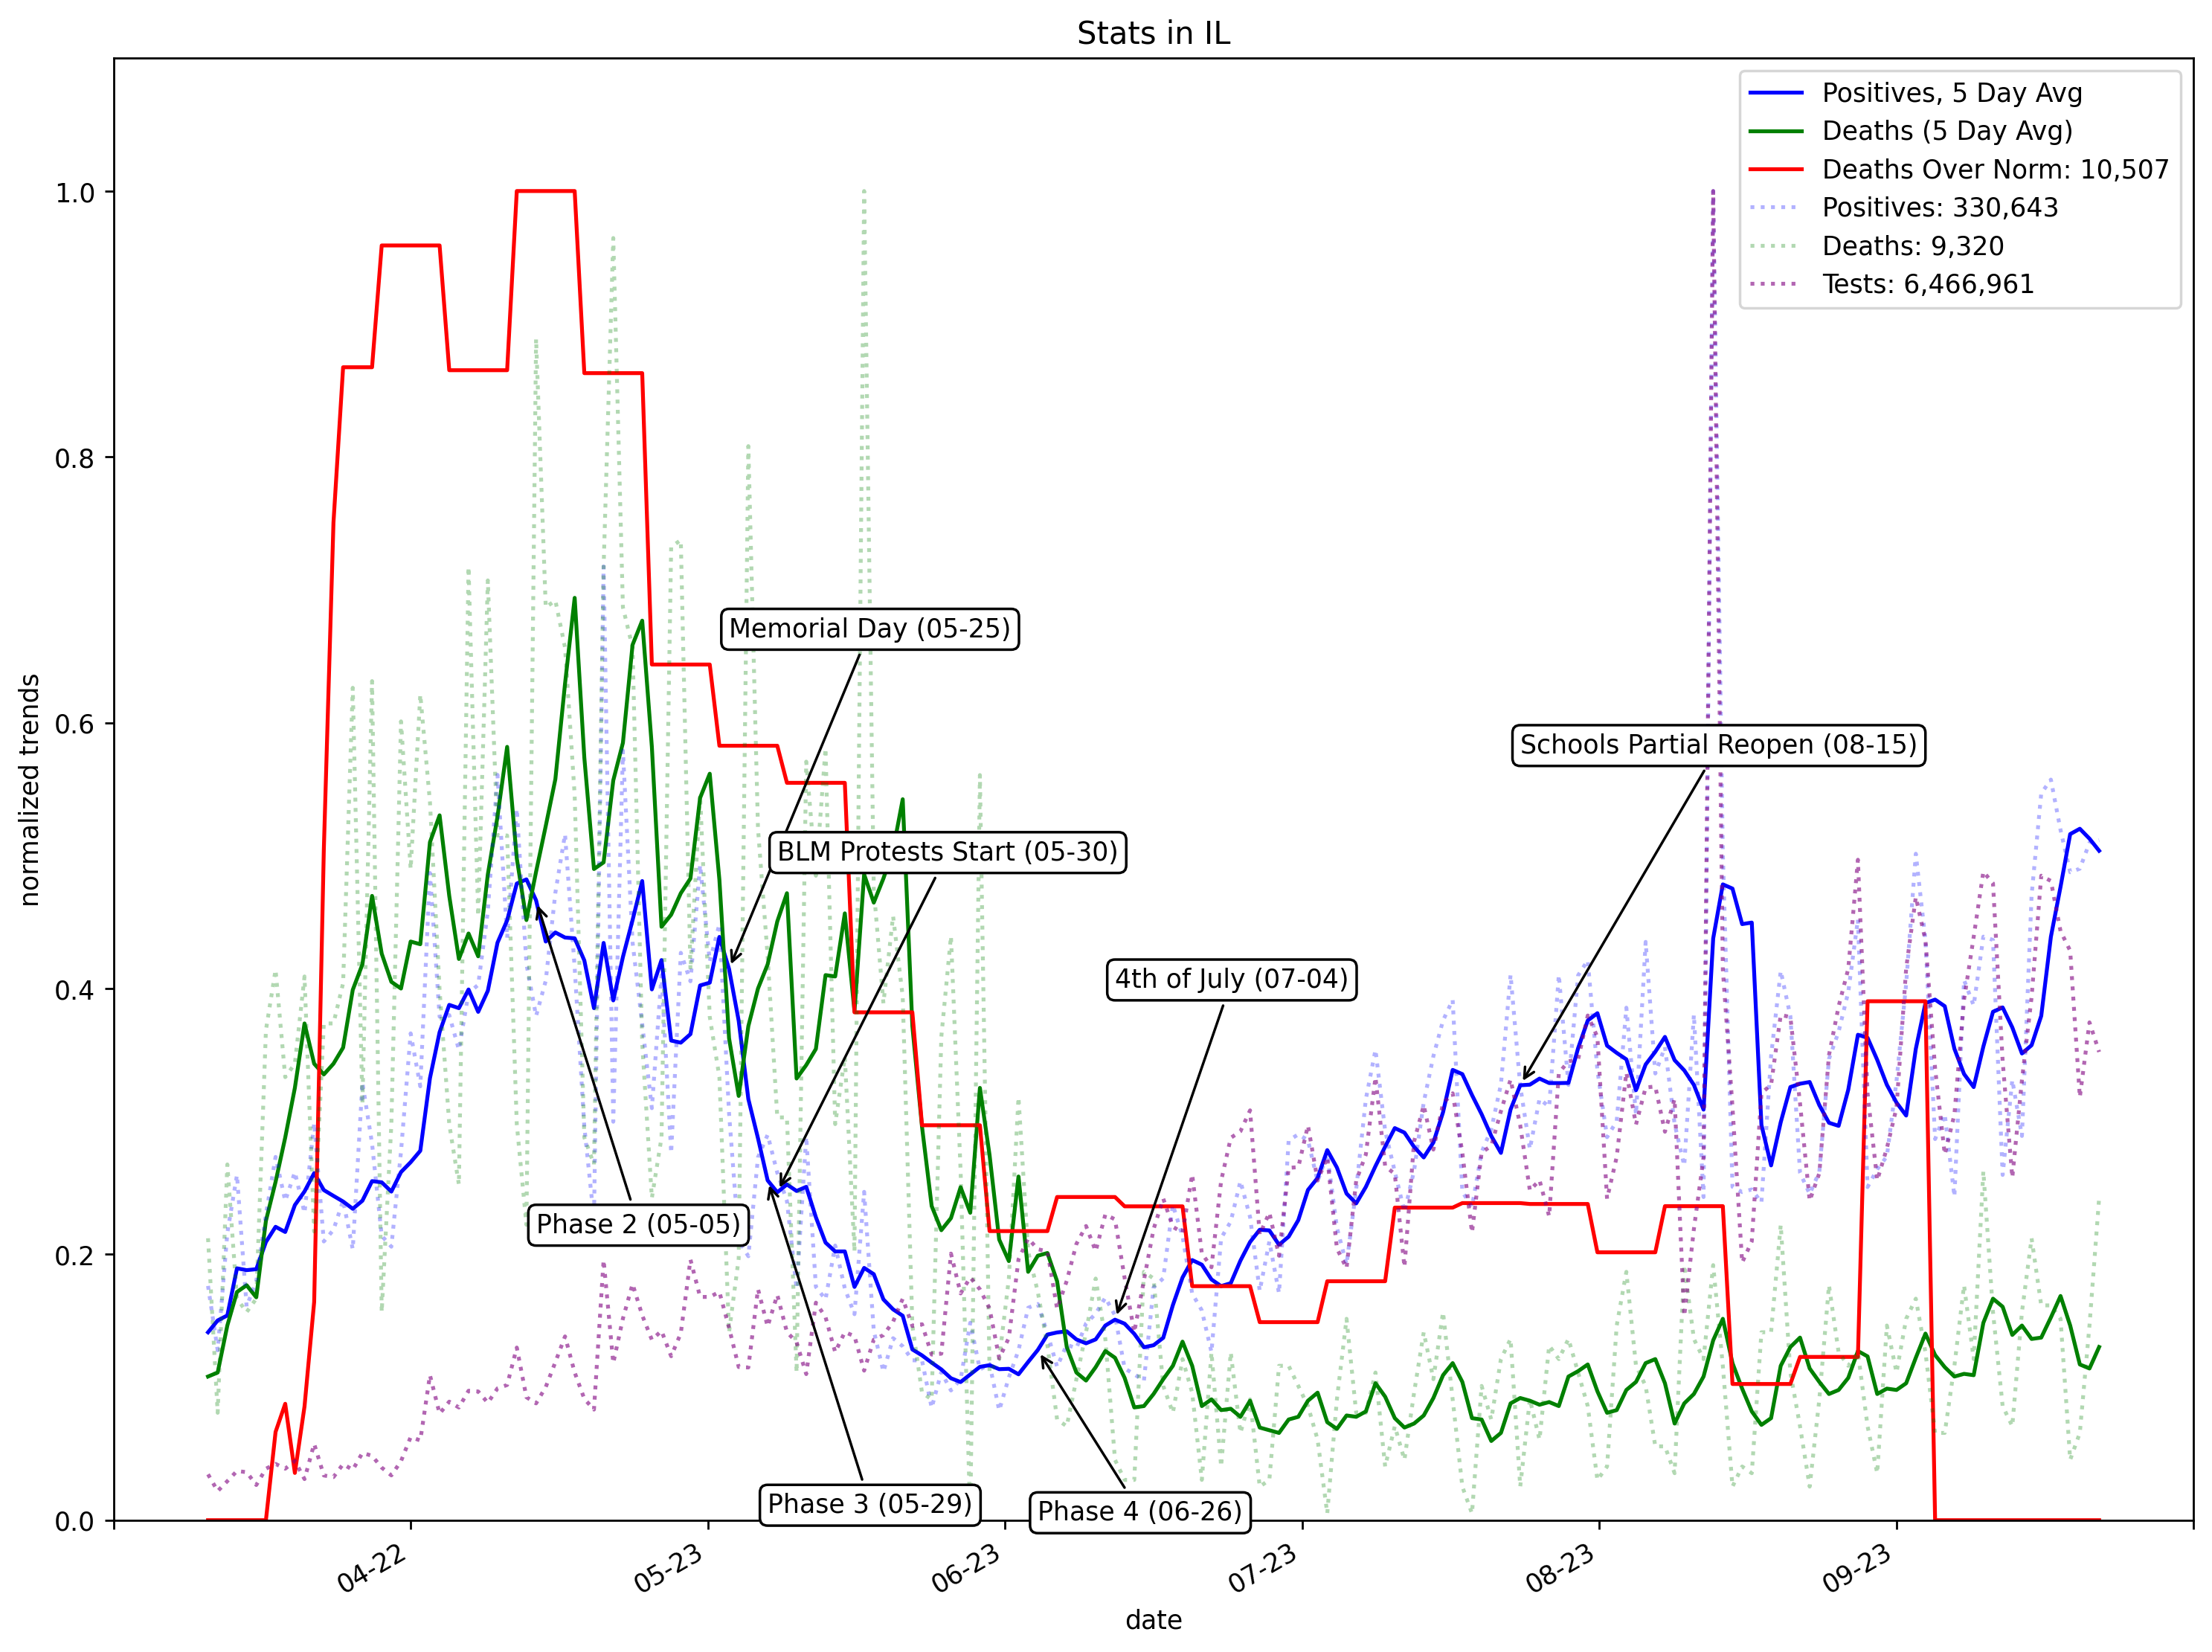 Stats in IL
Positives, 5 Day Avg
Deaths (5 Day Avg)
Deaths Over Norm: 10,507
Positives: 330,643
Deaths: 9,320
Tests: 6,466,961
1.0
0.8
0.6
0.4
0.2
0.0
normalized trends
Memorial Day (05-25)
Schools Partial Reopen (08-15)
BLM Protests Start (05-30)
4th of July (07-04)
Phase 2 (05-05)
Phase 3 (05-29)
Phase 4 (06-26)
04-22
05-23
06-23
07-23
08-23
09-23
date